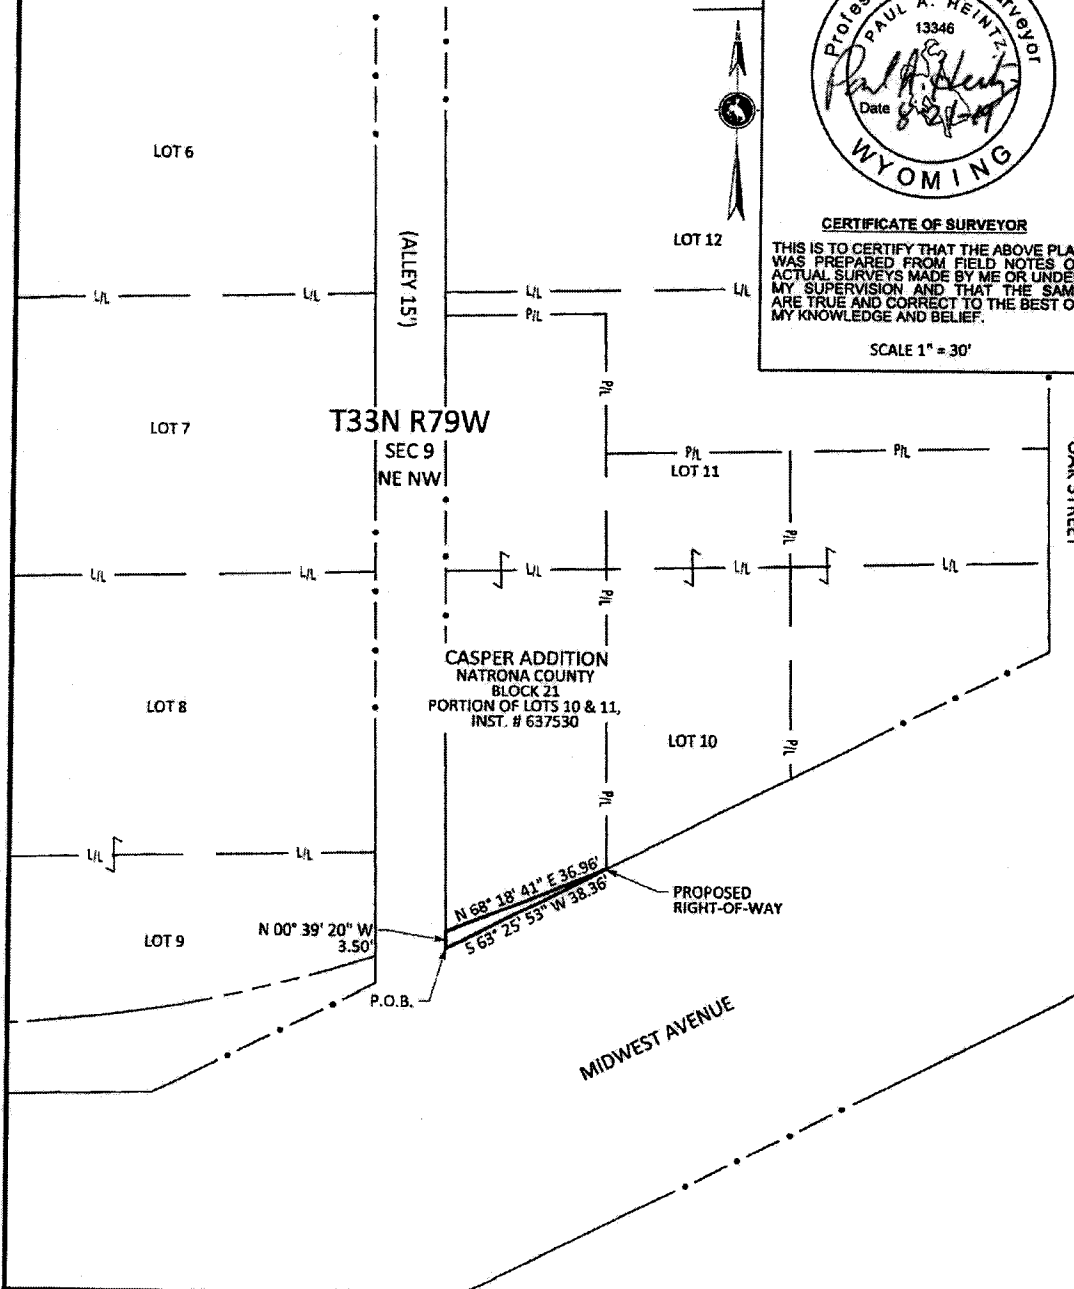 PAUL A. HEINTZ
13346
Paul A. Heintz
Date 8-21-19
WYOMING
CERTIFICATE OF SURVEYOR
THIS IS TO CERTIFY THAT THE ABOVE PLA
WAS PREPARED FROM FIELD NOTES O
ACTUAL SURVEYS MADE BY ME OR UNDE
MY SUPERVISION AND THAT THE SAM
ARE TRUE AND CORRECT TO THE BEST O
MY KNOWLEDGE AND BELIEF.
SCALE 1" = 30'
LOT 6
(ALLEY 15')
LOT 12
L/L L/L L/L L/L
P/L
P/L
LOT 7
T33N R79W
SEC 9
NE NW
P/L P/L
LOT 11
P/L
L/L L/L L/L L/L L/L
P/L
CASPER ADDITION
NATRONA COUNTY
BLOCK 21
PORTION OF LOTS 10 & 11,
INST. # 637530
LOT 8
LOT 10
P/L
P/L
L/L L/L
N 68° 18' 41" E 36.96'
S 63° 25' 53" W 38.36'
PROPOSED
RIGHT-OF-WAY
N 00° 39' 20" W
3.50'
LOT 9
P.O.B.
MIDWEST AVENUE